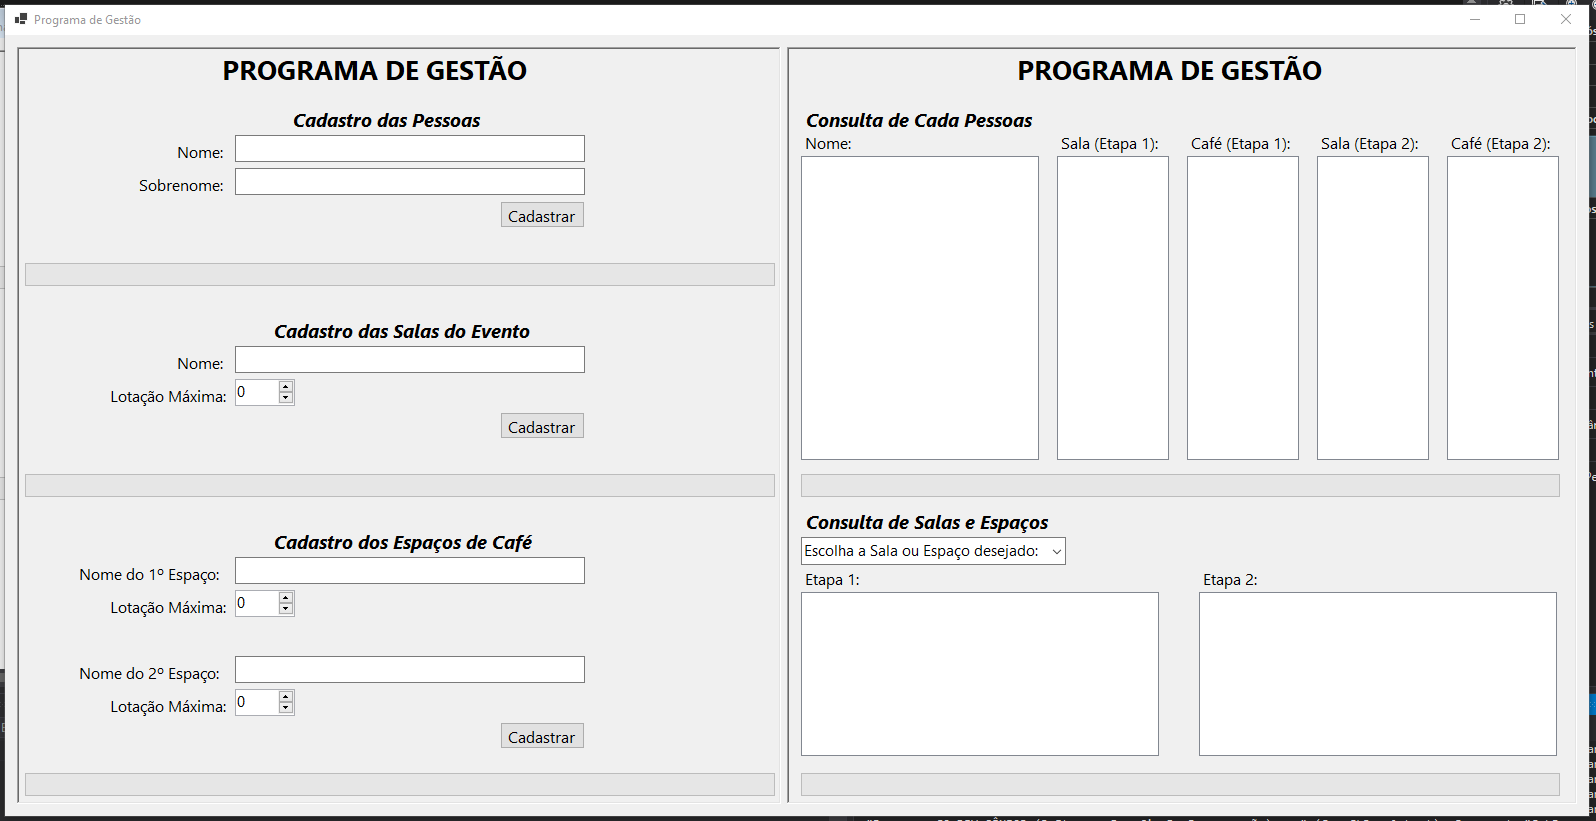 Programa de Gestão
PROGRAMA DE GESTÃO
Cadastro das Pessoas
Nome:
Sobrenome:
Cadastrar
Cadastro das Salas do Evento
Nome:
Lotação Máxima: 0
Cadastrar
Cadastro dos Espaços de Café
Nome do 1º Espaço:
Lotação Máxima: 0
Nome do 2º Espaço:
Lotação Máxima: 0
Cadastrar
PROGRAMA DE GESTÃO
Consulta de Cada Pessoas
Nome: Sala (Etapa 1): Café (Etapa 1): Sala (Etapa 2): Café (Etapa 2):
Consulta de Salas e Espaços
Escolha a Sala ou Espaço desejado:
Etapa 1: Etapa 2: